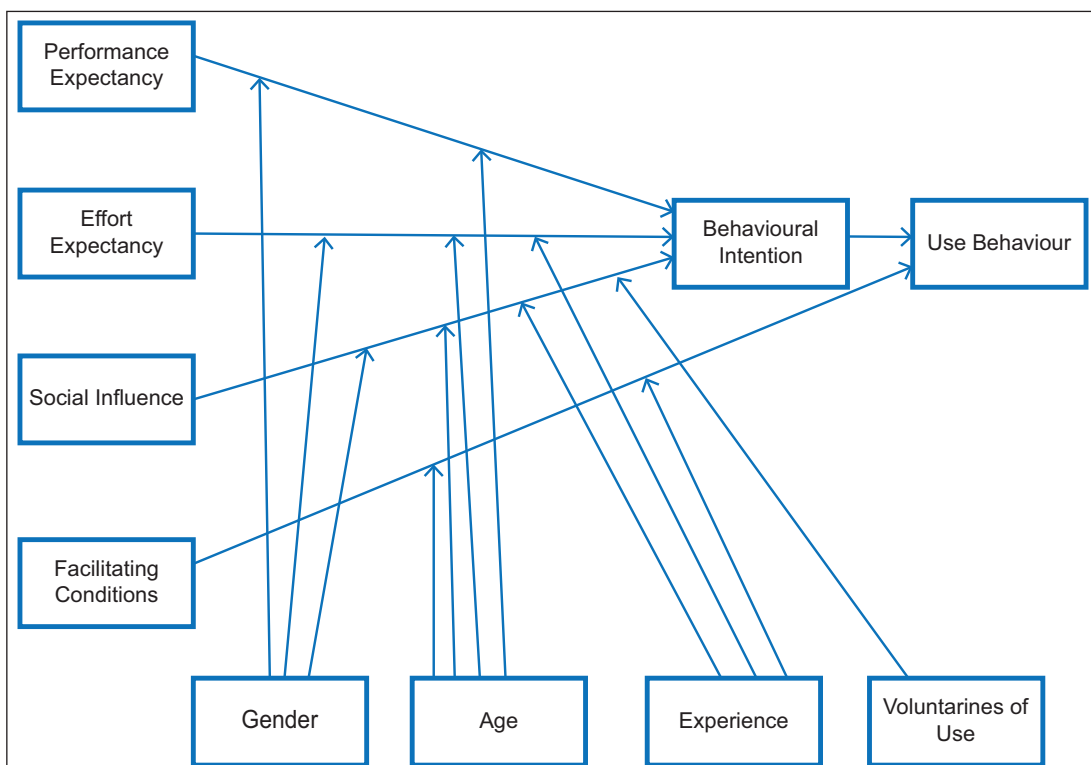 Performance
Expectancy
Effort
Expectancy
Behavioural
Intention
Use Behaviour
Social Influence
Facilitating
Conditions
Gender
Age
Experience
Voluntarines of
Use